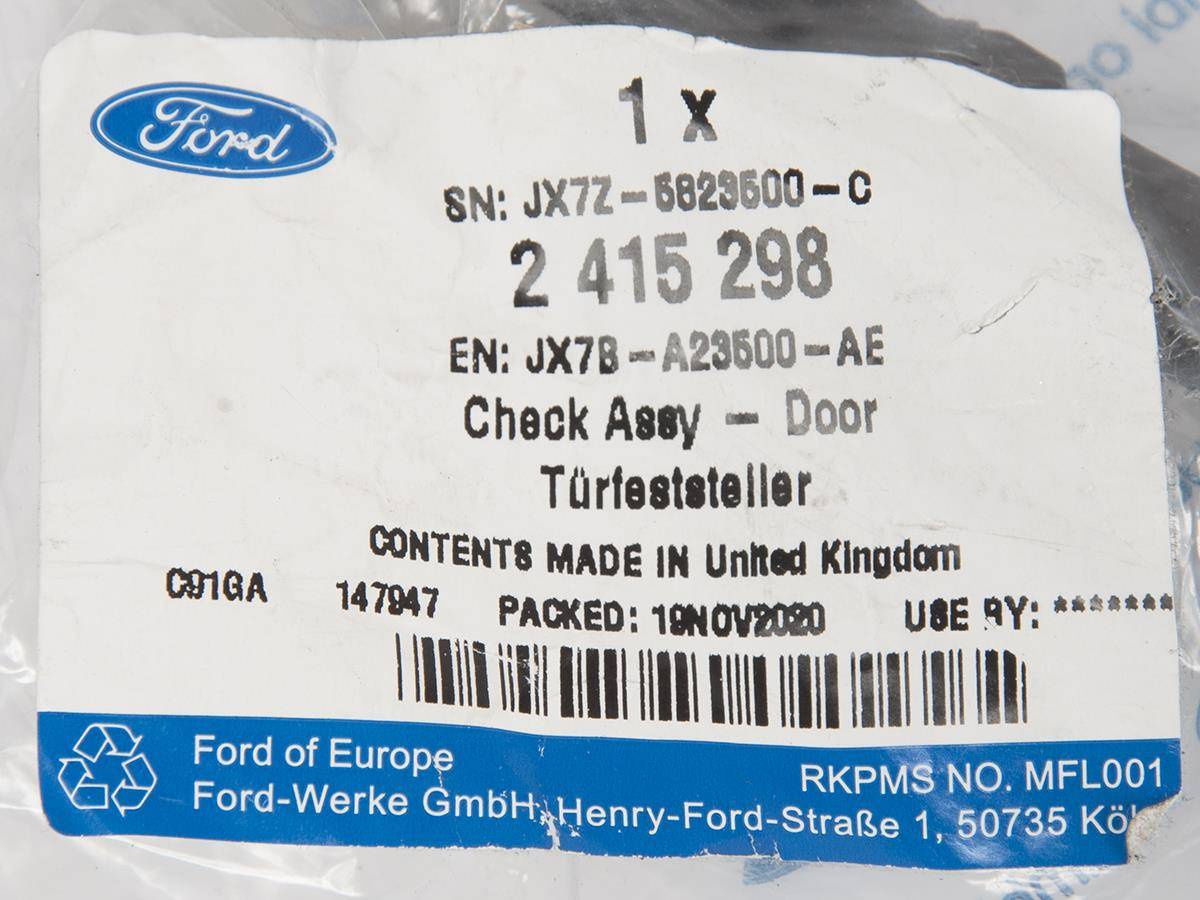 Ford
1 X
SN: JX7Z-5823500-C
2 415 298
EN: JX7B-A23500-AE
Check Assy - Door
Türfeststeller
CONTENTS MADE IN United Kingdom
C91GA 147947 PACKED: 19NOV2020 USE BY: *******
Ford of Europe
RKPMS NO. MFL001
Ford-Werke GmbH, Henry-Ford-Straße 1, 50735 Köl